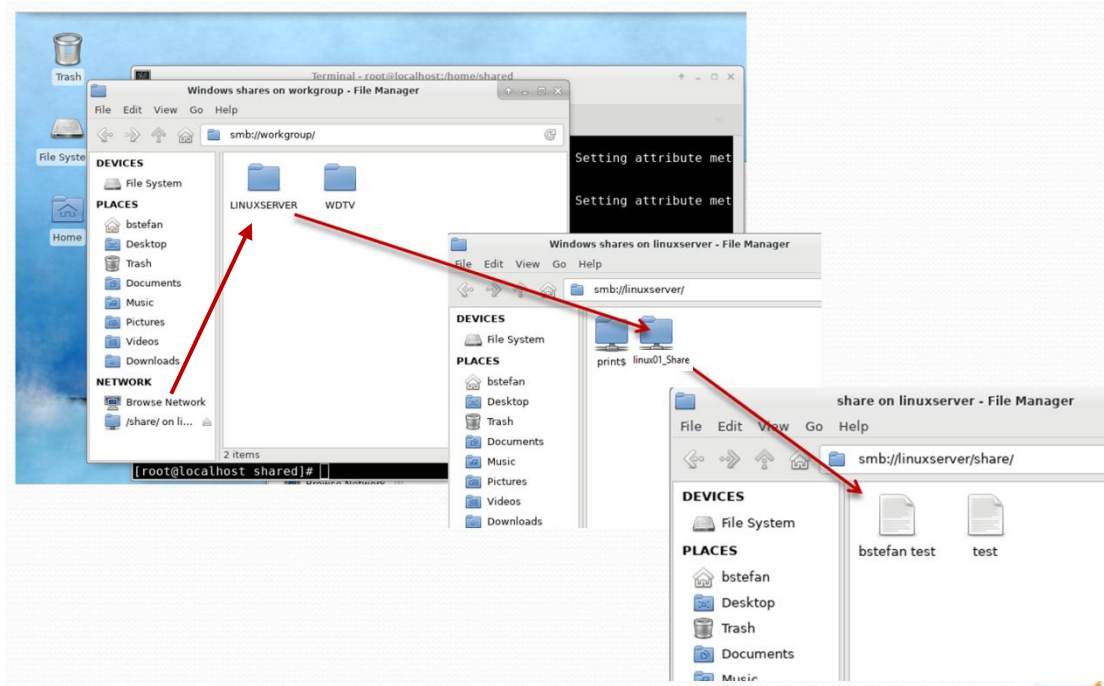 Trash
File Syste
Home
Terminal - root@localhost:/home/shared
Windows shares on workgroup - File Manager
File Edit View Go Help
smb://workgroup/
DEVICES
File System
PLACES
bstefan
Desktop
Trash
Documents
Music
Pictures
Videos
Downloads
NETWORK
Browse Network
/share/ on li...
LINUXSERVER
WDTV
2 items
Setting attribute met
Setting attribute met
[root@localhost shared]#
Browse Network
Windows shares on linuxserver - File Manager
File Edit View Go Help
smb://linuxserver/
DEVICES
File System
PLACES
bstefan
Desktop
Trash
Documents
Music
Pictures
Videos
Downloads
print$
linux01_Share
share on linuxserver - File Manager
File Edit View Go Help
smb://linuxserver/share/
DEVICES
File System
PLACES
bstefan
Desktop
Trash
Documents
Music
bstefan test
test